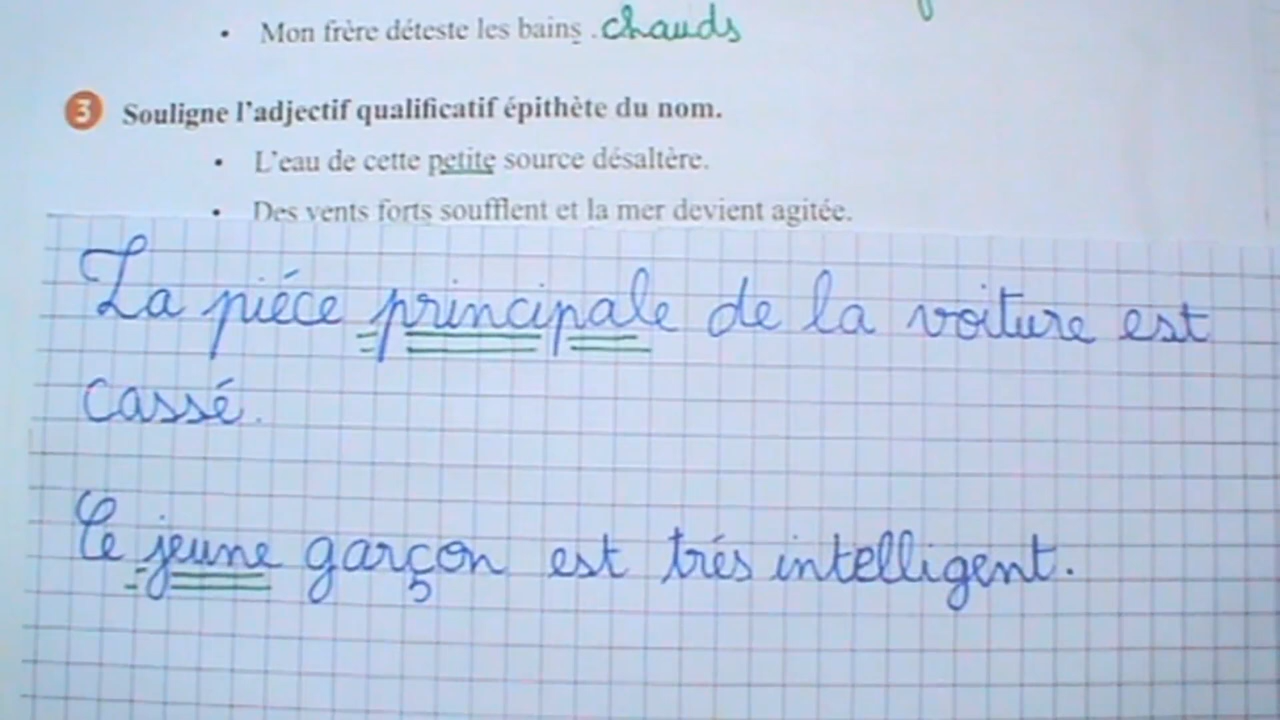 • Mon frère déteste les bains .chauds
3 Souligne l'adjectif qualificatif épithète du nom.
• L'eau de cette petite source désaltère.
• Des vents forts soufflent et la mer devient agitée.
La piéce principale de la voiture est
cassé.
Ce jeune garçon est trés intelligent.